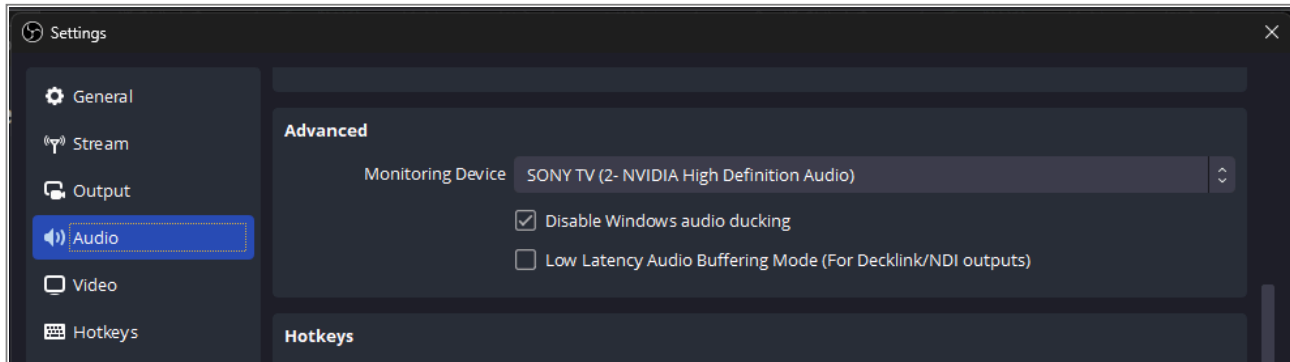 Settings
General
Stream
Output
Audio
Video
Hotkeys
Advanced
Monitoring Device SONY TV (2- NVIDIA High Definition Audio)
Disable Windows audio ducking
Low Latency Audio Buffering Mode (For Decklink/NDI outputs)
Hotkeys